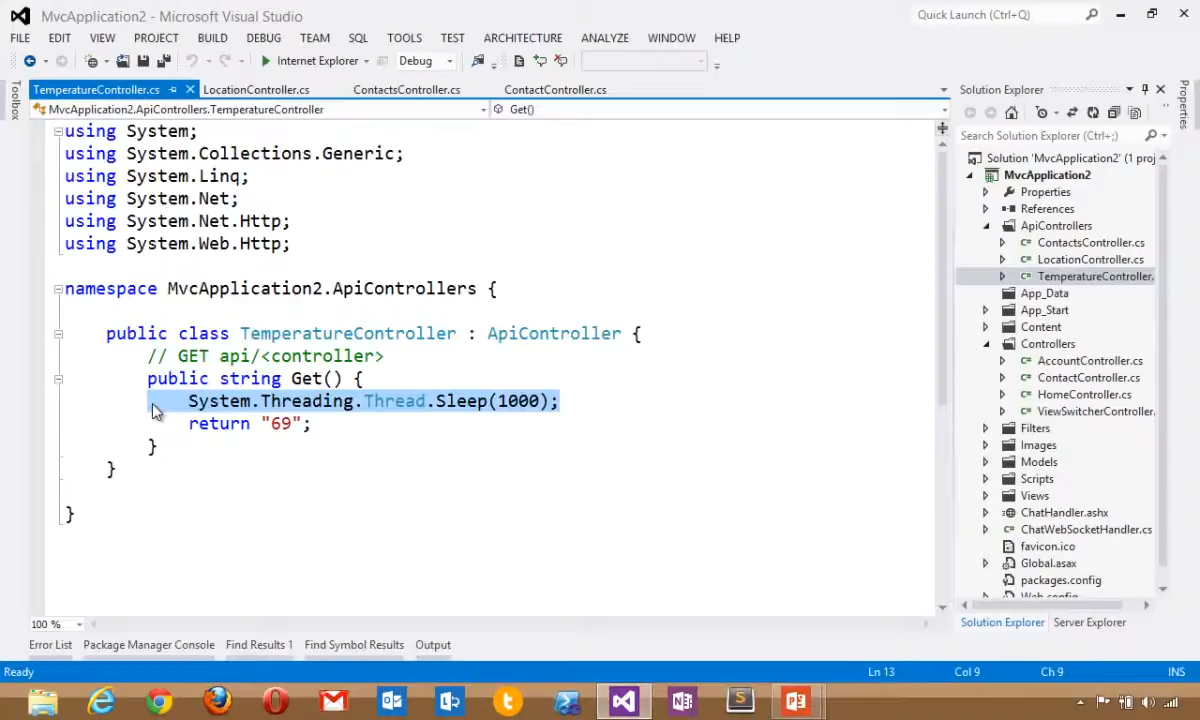 MvcApplication2 - Microsoft Visual Studio
Quick Launch (Ctrl+Q)
FILE EDIT VIEW PROJECT BUILD DEBUG TEAM SQL TOOLS TEST ARCHITECTURE ANALYZE WINDOW HELP
Internet Explorer Debug
TemperatureController.cs LocationController.cs ContactsController.cs ContactController.cs
MvcApplication2.ApiControllers.TemperatureController Get()
Toolbox
using System;
using System.Collections.Generic;
using System.Linq;
using System.Net;
using System.Net.Http;
using System.Web.Http;
namespace MvcApplication2.ApiControllers {
public class TemperatureController : ApiController {
// GET api/<controller>
public string Get() {
System.Threading.Thread.Sleep(1000);
return "69";
}
}
}
100 %
Error List Package Manager Console Find Results 1 Find Symbol Results Output
Solution Explorer
Search Solution Explorer (Ctrl+;)
Solution 'MvcApplication2' (1 proj
MvcApplication2
Properties
References
ApiControllers
ContactsController.cs
LocationController.cs
TemperatureController.
App_Data
App_Start
Content
Controllers
AccountController.cs
ContactController.cs
HomeController.cs
ViewSwitcherController.
Filters
Images
Models
Scripts
Views
ChatHandler.ashx
ChatWebSocketHandler.cs
favicon.ico
Global.asax
packages.config
Web.config
Solution Explorer Server Explorer
Properties
Ready Ln 13 Col 9 Ch 9 INS